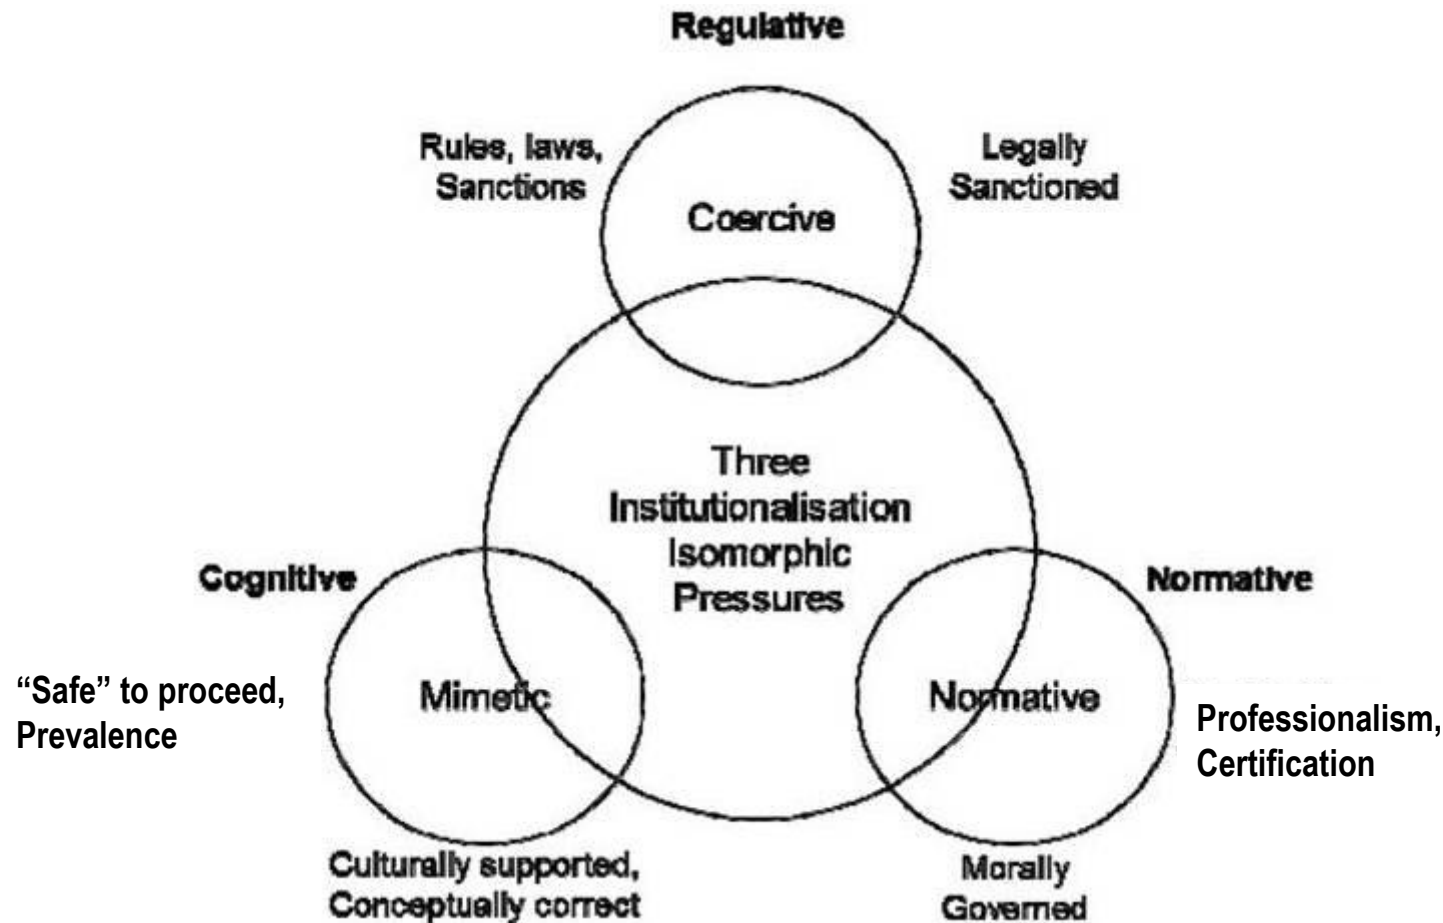 Regulative
Rules, laws,
Sanctions
Legally
Sanctioned
Coercive
Three
Institutionalisation
Isomorphic
Pressures
Cognitive
Normative
"Safe" to proceed,
Prevalence
Mimetic
Normative
Professionalism,
Certification
Culturally supported,
Conceptually correct
Morally
Governed